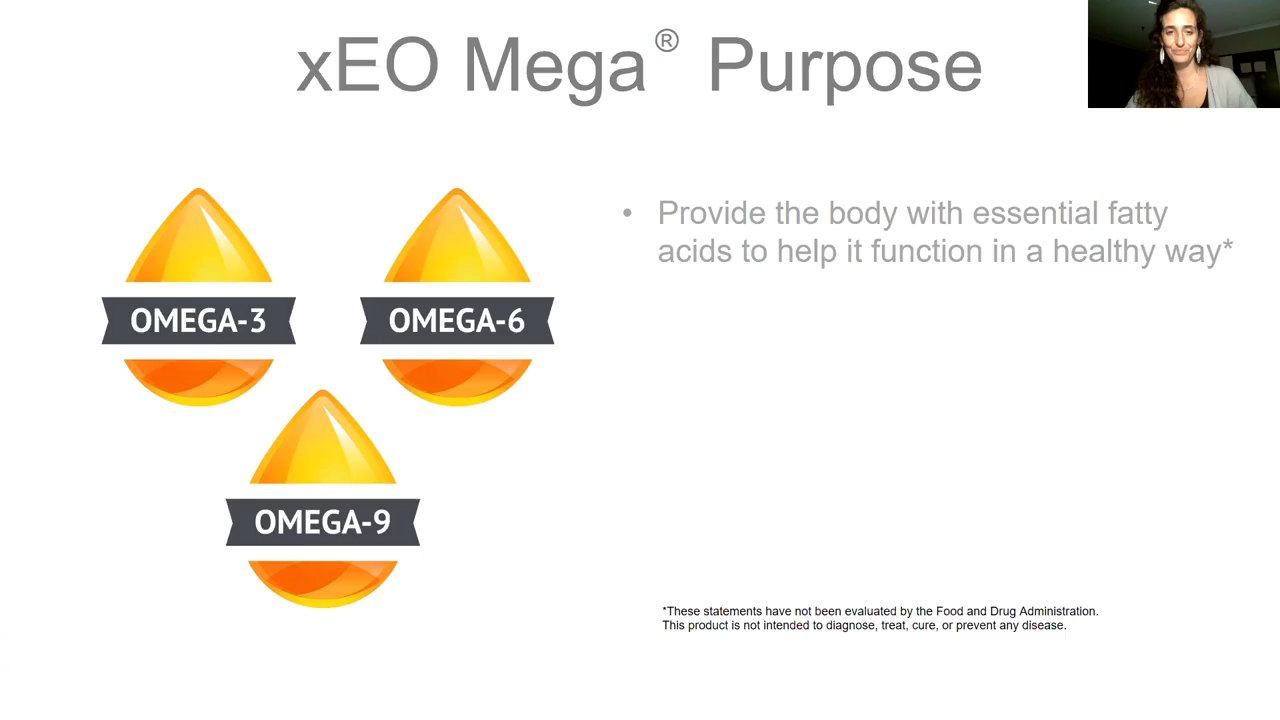 xEO Mega® Purpose
• Provide the body with essential fatty
acids to help it function in a healthy way*
OMEGA-3
OMEGA-6
OMEGA-9
*These statements have not been evaluated by the Food and Drug Administration.
This product is not intended to diagnose, treat, cure, or prevent any disease.